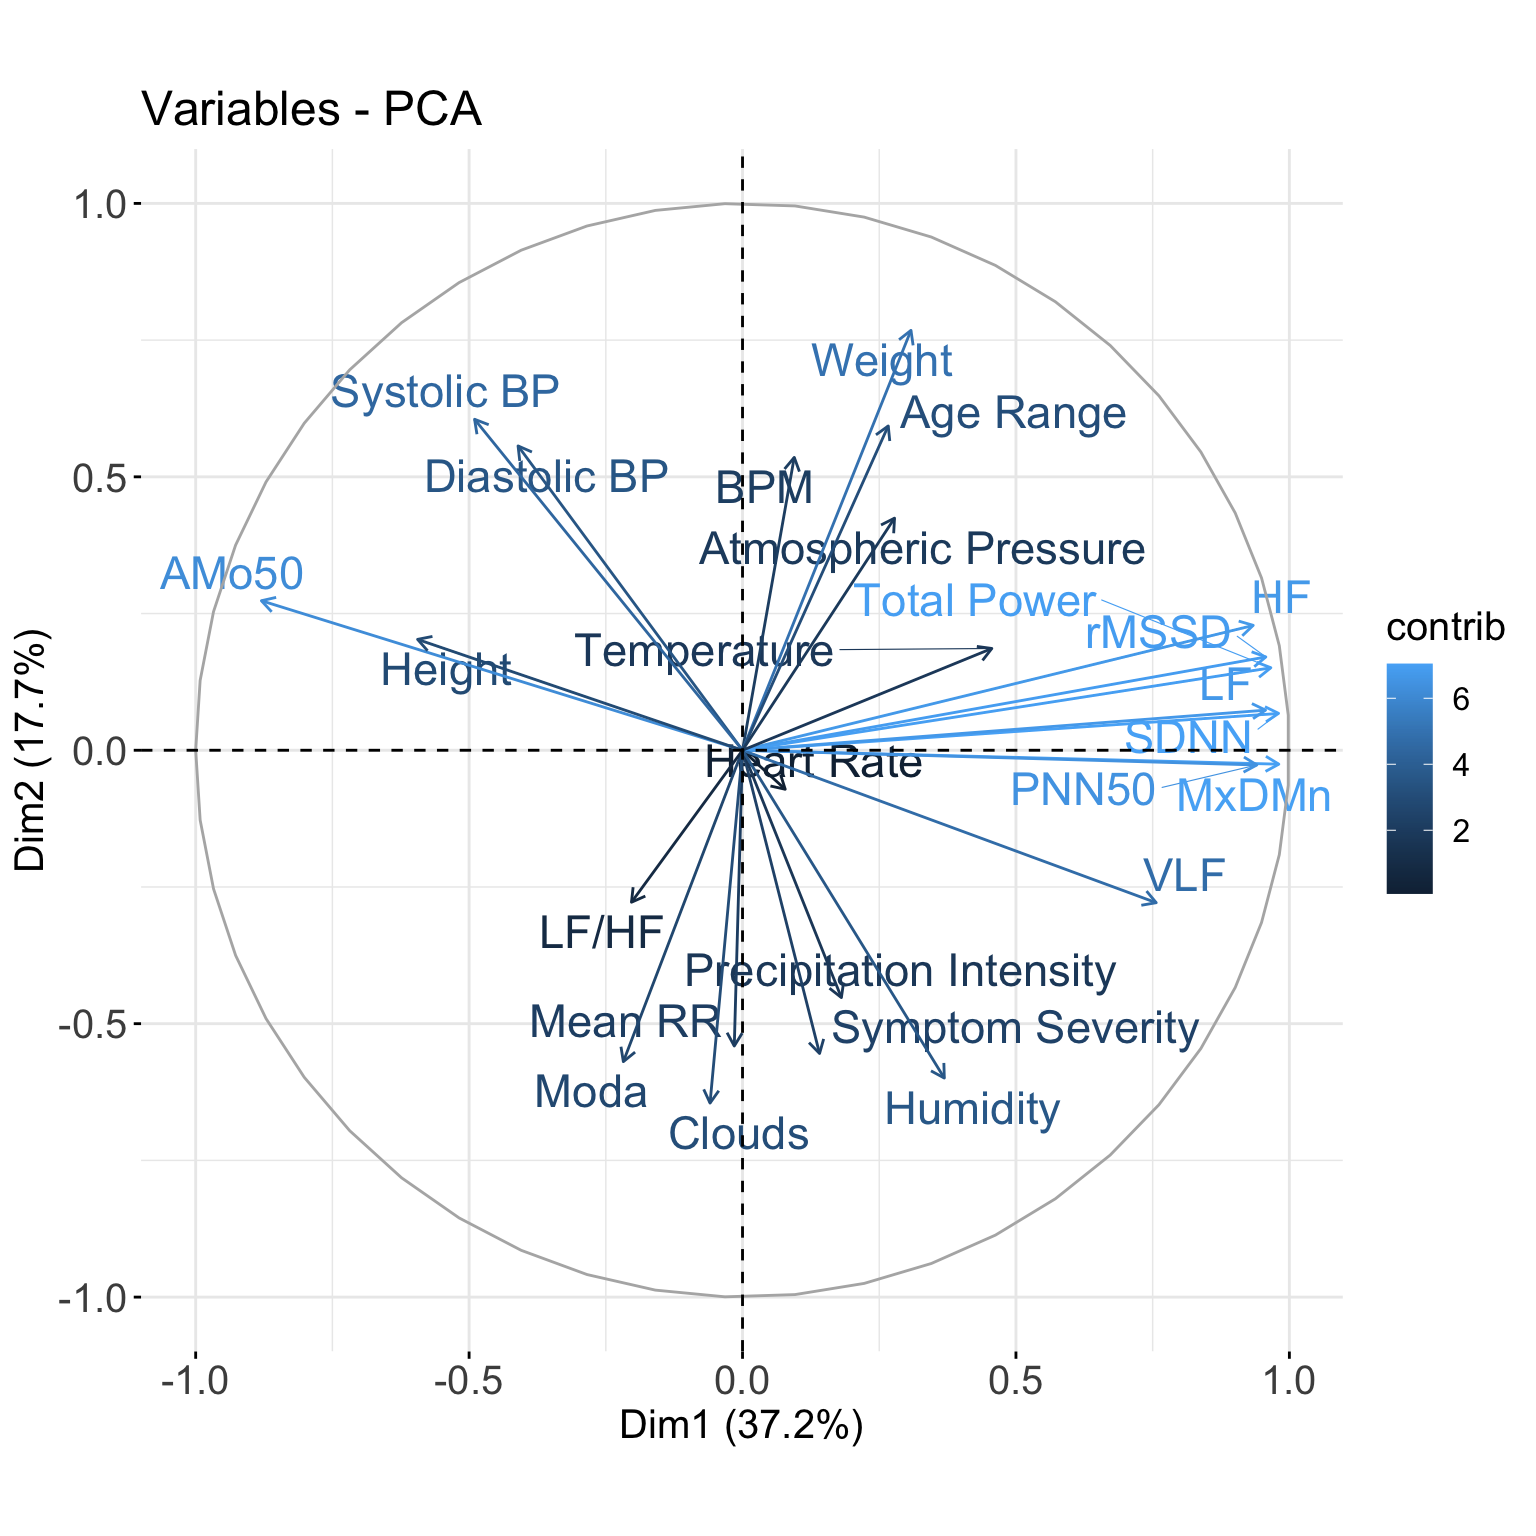 Variables - PCA
1.0
0.5
0.0
-0.5
-1.0
Dim2 (17.7%)
Weight
Systolic BP
Age Range
Diastolic BP
BPM
Atmospheric Pressure
AMo50
Total Power
HF
rMSSD
Temperature
Height
LF
SDNN
Heart Rate
PNN50
MxDMn
VLF
LF/HF
Precipitation Intensity
Mean RR
Symptom Severity
Moda
Humidity
Clouds
-1.0
-0.5
0.0
0.5
1.0
Dim1 (37.2%)
contrib
6
4
2